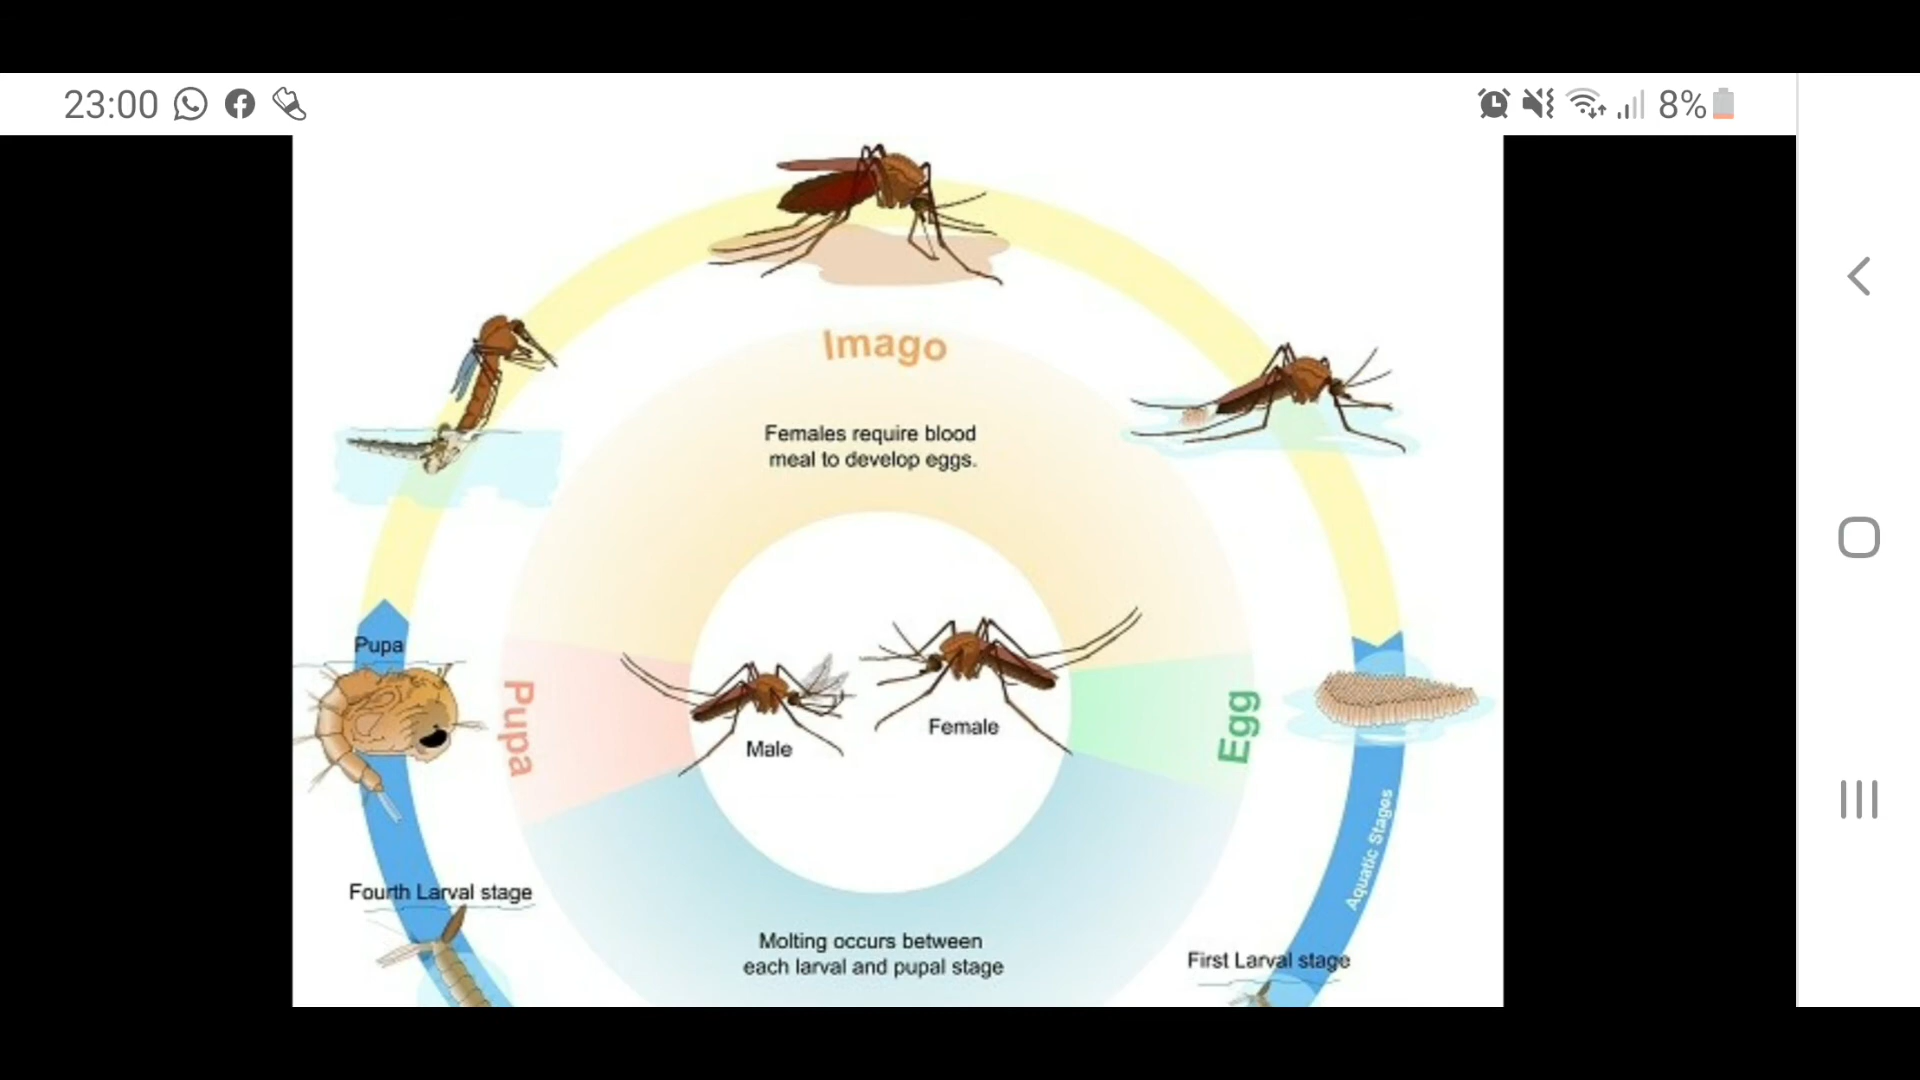 23:00
8%
Imago
Females require blood
meal to develop eggs.
Pupa
Pupa
Egg
Male
Female
Aquatic Stages
Fourth Larval stage
Molting occurs between
each larval and pupal stage
First Larval stage